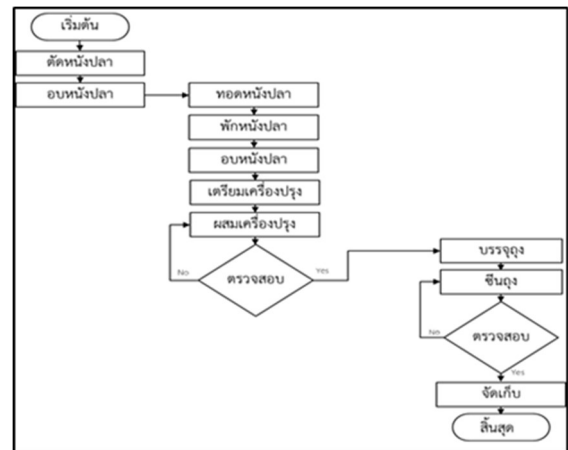 เริ่มต้น
ตัดหนังปลา
อบหนังปลา
ทอดหนังปลา
พักหนังปลา
อบหนังปลา
เตรียมเครื่องปรุง
ผสมเครื่องปรุง
No
ตรวจสอบ
Yes
บรรจุถุง
ซีนถุง
No
ตรวจสอบ
Yes
จัดเก็บ
สิ้นสุด